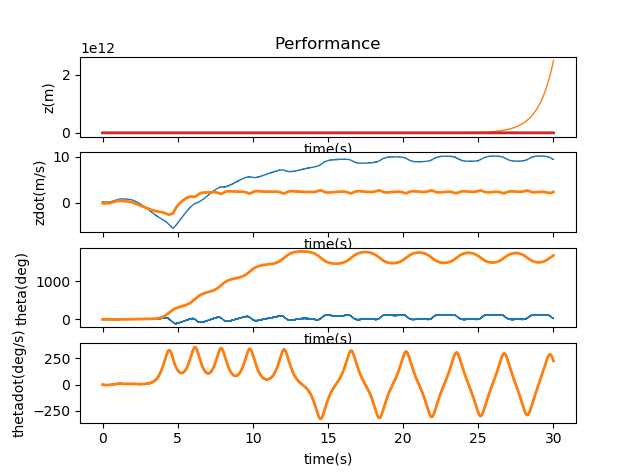 Performance
1e12
z(m)
2
0
time(s)
zdot(m/s)
10
0
time(s)
theta(deg)
1000
0
time(s)
thetadot(deg/s)
250
0
−250
0 5 10 15 20 25 30
time(s)